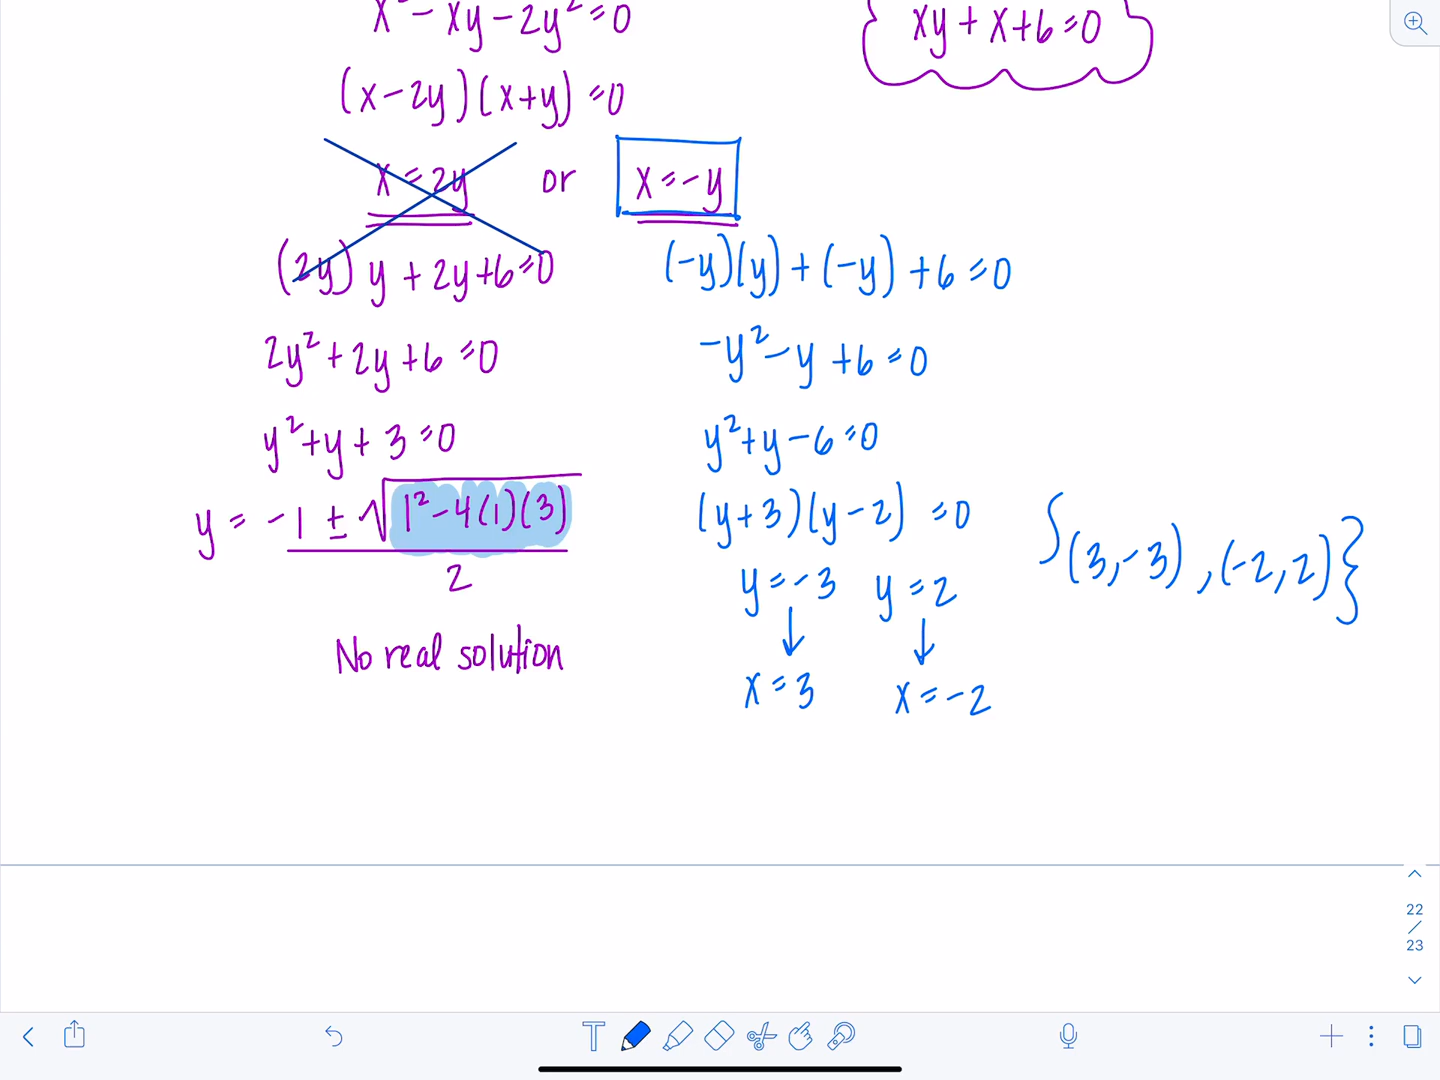 x² - xy - 2y² = 0
xy + x + 6 = 0
(x - 2y)(x + y) = 0
x = 2y or x = -y
(2y) y + 2y + 6 = 0
2y² + 2y + 6 = 0
y² + y + 3 = 0
y = -1 ± √1² - 4(1)(3)
2
No real solution
(-y)(y) + (-y) + 6 = 0
-y² - y + 6 = 0
y² + y - 6 = 0
(y + 3)(y - 2) = 0
y = -3 y = 2
↓ ↓
x = 3 x = -2
{(3, -3), (-2, 2)}
22
/
23
T